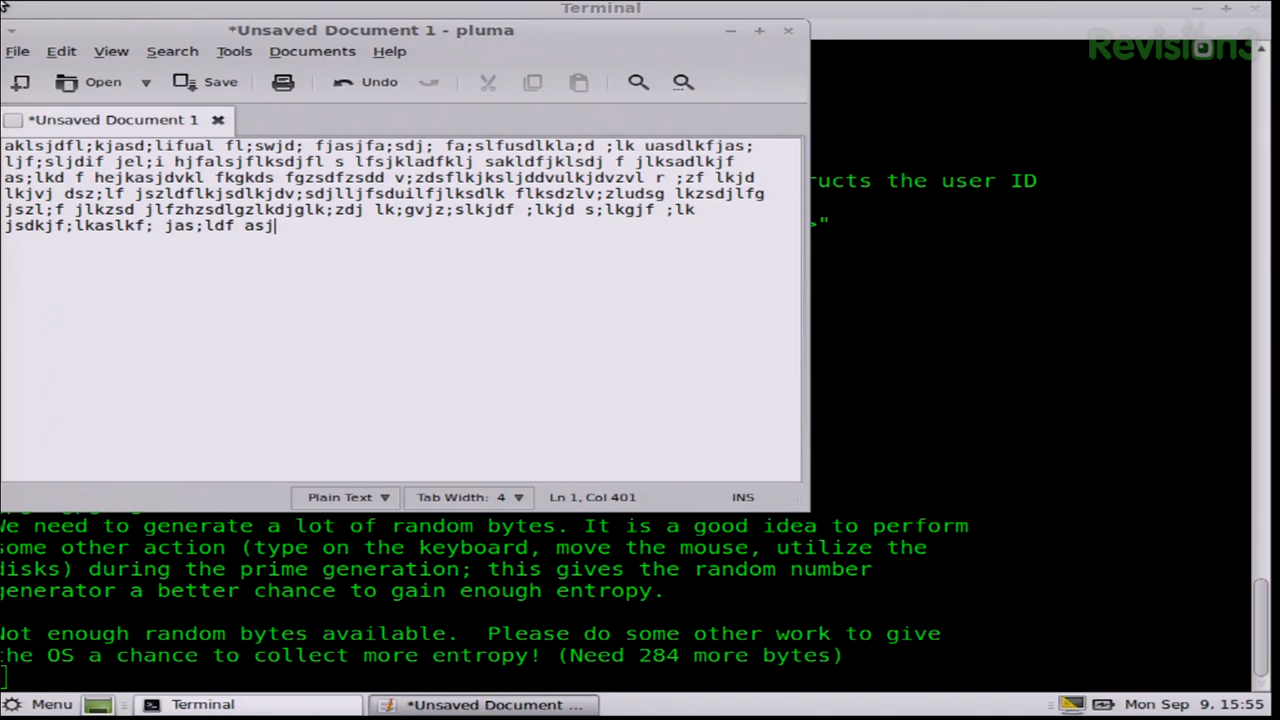 Terminal
*Unsaved Document 1 - pluma
Revision3
File Edit View Search Tools Documents Help
Open Save Undo
*Unsaved Document 1
aklsjdfl;kjasd;lifual fl;swjd; fjasjfa;sdj; fa;slfusdlkla;d ;lk uasdlkfjas;
ljf;sljdif jel;i hjfalsjflksdjfl s lfsjkladfklj sakldfjklsdj f jlksadlkjf
as;lkd f hejkasjdvkl fkgkds fgzsdfzsdd v;zdsflkjksljddvulkjdvzvl r ;zf lkjd
lkjvj dsz;lf jszldflkjsdlkjdv;sdjlljfsduilfjlksdlk flksdzlv;zludsg lkzsdjlfg
jszl;f jlkzsd jlfzhzsdlgzlkdjglk;zdj lk;gvjz;slkjdf ;lkjd s;lkgjf ;lk
jsdkjf;lkaslkf; jas;ldf asj
ructs the user ID
>"
Plain Text Tab Width: 4 Ln 1, Col 401 INS
We need to generate a lot of random bytes. It is a good idea to perform
some other action (type on the keyboard, move the mouse, utilize the
disks) during the prime generation; this gives the random number
generator a better chance to gain enough entropy.
Not enough random bytes available. Please do some other work to give
the OS a chance to collect more entropy! (Need 284 more bytes)
Menu Terminal *Unsaved Document ... Mon Sep 9, 15:55